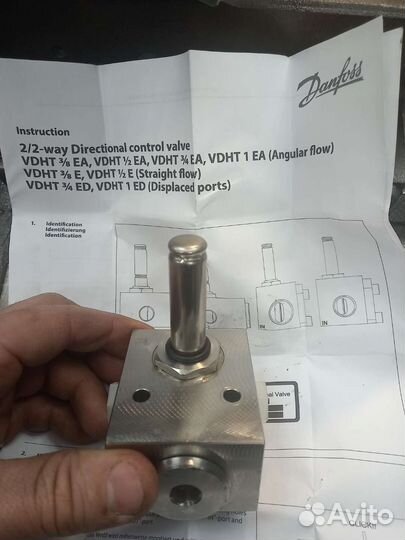 Danfoss
Instruction
2/2-way Directional control valve
VDHT ⅜ EA, VDHT ½ EA, VDHT ¾ EA, VDHT 1 EA (Angular flow)
VDHT ⅜ E, VDHT ½ E (Straight flow)
VDHT ¾ ED, VDHT 1 ED (Displaced ports)
1. Identification
Identifizierung
Identification
IN
IN
Valve
2.
Avito